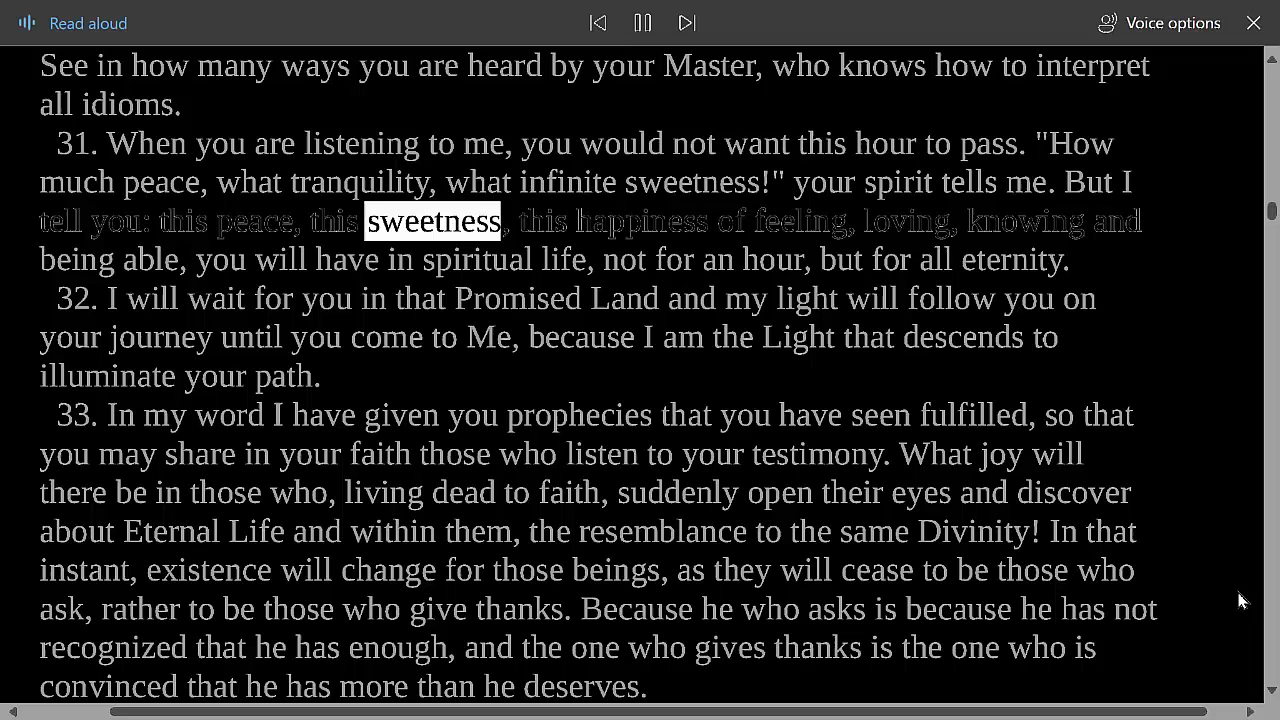 Read aloud
Voice options
See in how many ways you are heard by your Master, who knows how to interpret
all idioms.
31. When you are listening to me, you would not want this hour to pass. "How
much peace, what tranquility, what infinite sweetness!" your spirit tells me. But I
tell you: this peace, this sweetness, this happiness of feeling, loving, knowing and
being able, you will have in spiritual life, not for an hour, but for all eternity.
32. I will wait for you in that Promised Land and my light will follow you on
your journey until you come to Me, because I am the Light that descends to
illuminate your path.
33. In my word I have given you prophecies that you have seen fulfilled, so that
you may share in your faith those who listen to your testimony. What joy will
there be in those who, living dead to faith, suddenly open their eyes and discover
about Eternal Life and within them, the resemblance to the same Divinity! In that
instant, existence will change for those beings, as they will cease to be those who
ask, rather to be those who give thanks. Because he who asks is because he has not
recognized that he has enough, and the one who gives thanks is the one who is
convinced that he has more than he deserves.